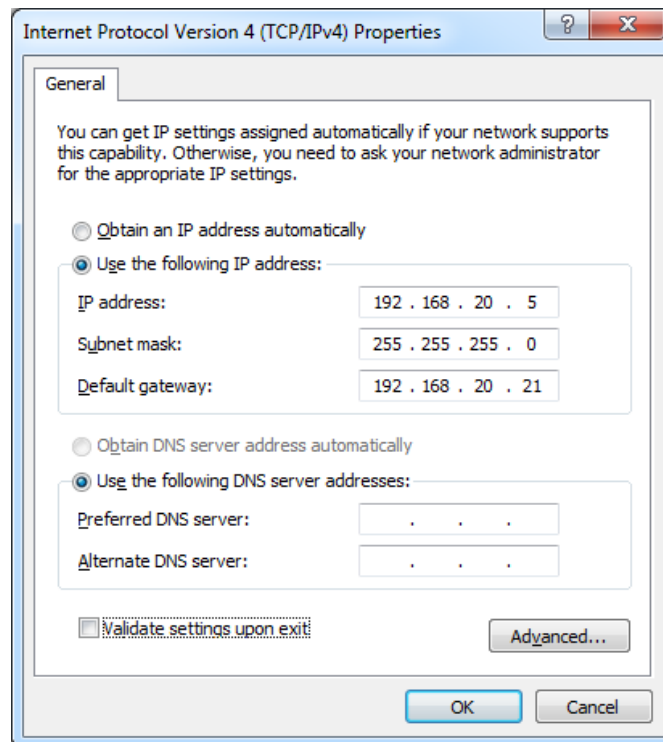 Internet Protocol Version 4 (TCP/IPv4) Properties
General
You can get IP settings assigned automatically if your network supports
this capability. Otherwise, you need to ask your network administrator
for the appropriate IP settings.
Obtain an IP address automatically
Use the following IP address:
IP address: 192 . 168 . 20 . 5
Subnet mask: 255 . 255 . 255 . 0
Default gateway: 192 . 168 . 20 . 21
Obtain DNS server address automatically
Use the following DNS server addresses:
Preferred DNS server: . . .
Alternate DNS server: . . .
Validate settings upon exit
Advanced...
OK Cancel